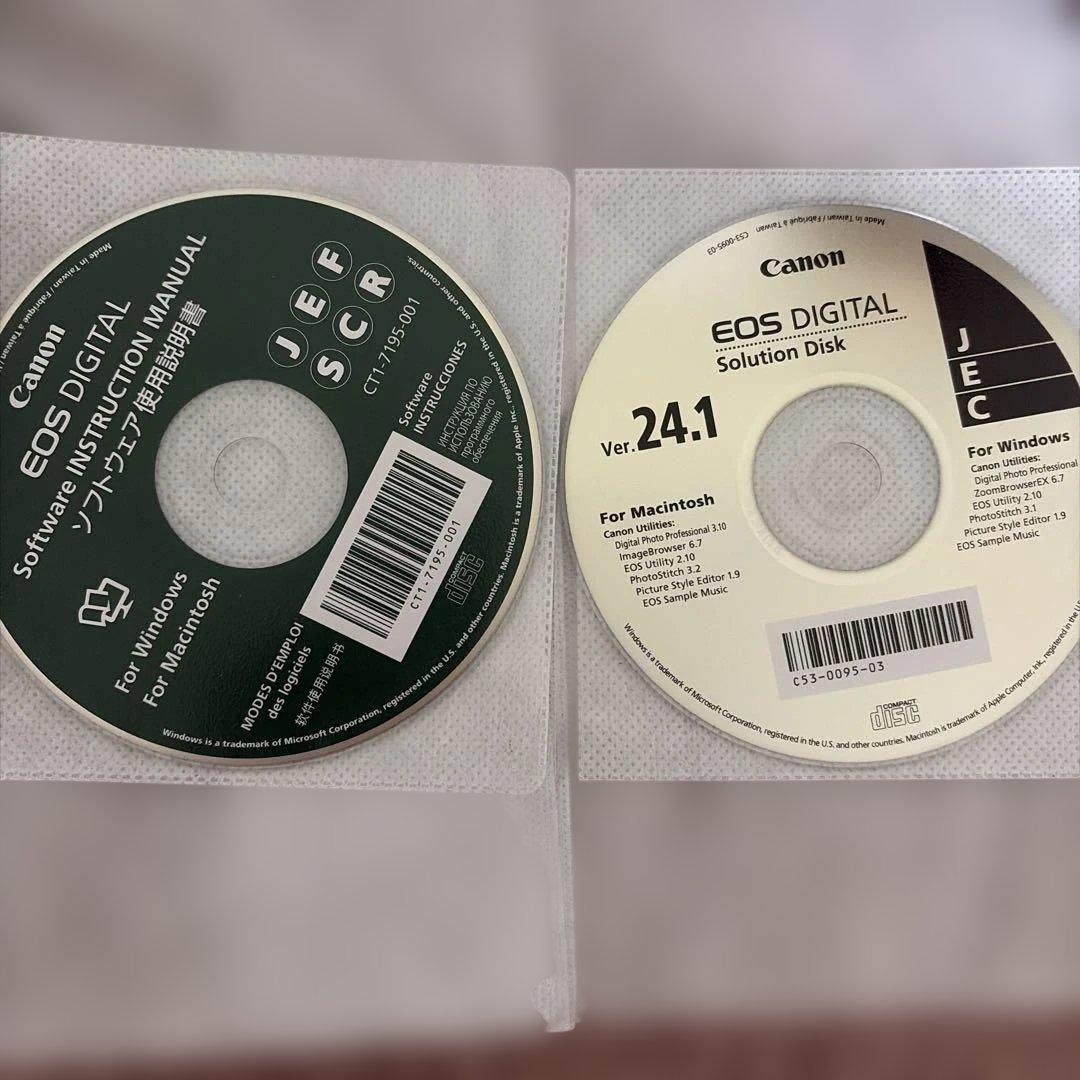 Made in Taiwan / Fabriqué à Taiwan
Canon
EOS DIGITAL
Software INSTRUCTION MANUAL
ソフトウェア使用説明書
J E F
S C R
CT1-7195-001
Software
INSTRUCCIONES
ИНСТРУКЦИЯ ПО
ИСПОЛЬЗОВАНИЮ
программного
обеспечения
CT1-7195-001
COMPACT
disc
For Windows
For Macintosh
MODES D'EMPLOI
des logiciels
软件使用说明书
Windows is a trademark of Microsoft Corporation, registered in the U.S. and other countries. Macintosh is a trademark of Apple Inc., registered in the U.S. and other countries.
Made in Taiwan / Fabriqué à Taiwan C53-0095-03
Canon
EOS DIGITAL
Solution Disk
J
E
C
Ver.24.1
For Macintosh
Canon Utilities:
Digital Photo Professional 3.10
ImageBrowser 6.7
EOS Utility 2.10
PhotoStitch 3.2
Picture Style Editor 1.9
EOS Sample Music
For Windows
Canon Utilities:
Digital Photo Professional
ZoomBrowserEX 6.7
EOS Utility 2.10
PhotoStitch 3.1
Picture Style Editor 1.9
EOS Sample Music
C53-0095-03
COMPACT
disc
Windows is a trademark of Microsoft Corporation, registered in the U.S. and other countries. Macintosh is a trademark of Apple Computer, Ink, registered in the